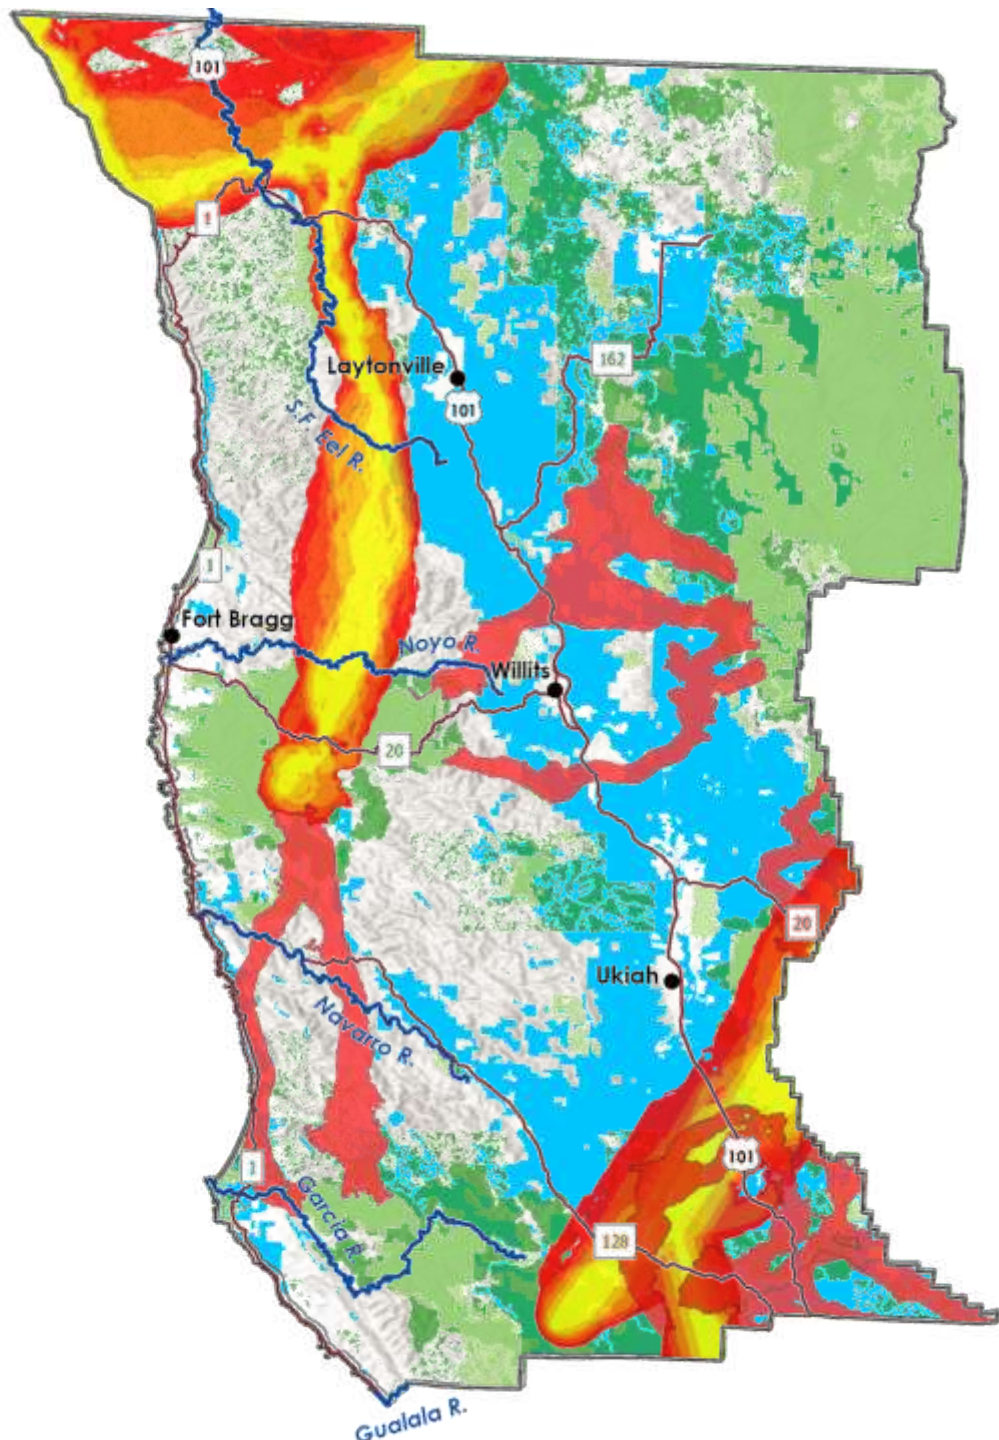 101
1
Laytonville
162
101
S.F Eel R.
1
Fort Bragg
Noyo R.
Willits
20
20
Ukiah
Navarro R.
101
1
Garcia R.
128
Gualala R.